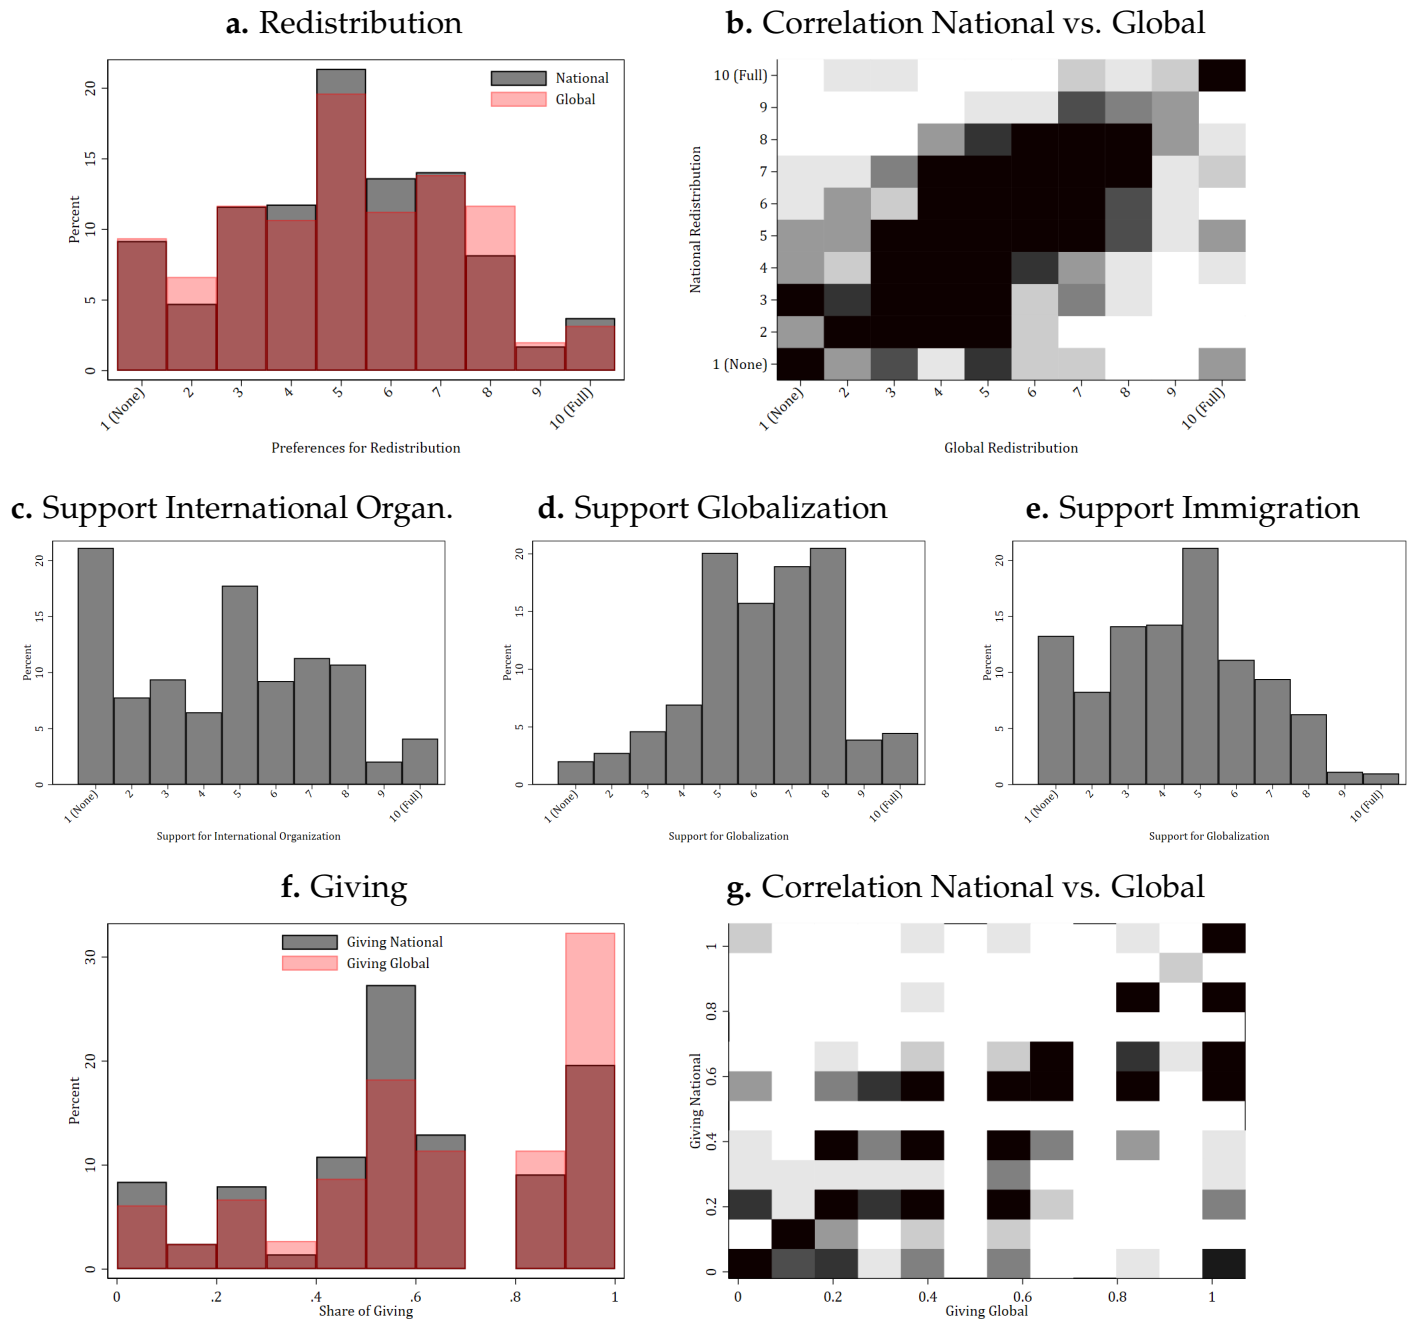 a. Redistribution
b. Correlation National vs. Global
National
Global
Percent
0
5
10
15
20
1 (None)
2
3
4
5
6
7
8
9
10 (Full)
Preferences for Redistribution
National Redistribution
10 (Full)
9
8
7
6
5
4
3
2
1 (None)
1 (None)
2
3
4
5
6
7
8
9
10 (Full)
Global Redistribution
c. Support International Organ.
d. Support Globalization
e. Support Immigration
Percent
0
5
10
15
20
1 (None)
2
3
4
5
6
7
8
9
10 (Full)
Support for International Organization
Percent
0
5
10
15
20
1 (None)
2
3
4
5
6
7
8
9
10 (Full)
Support for Globalization
Percent
0
5
10
15
20
1 (None)
2
3
4
5
6
7
8
9
10 (Full)
Support for Globalization
f. Giving
g. Correlation National vs. Global
Giving National
Giving Global
Percent
0
10
20
30
0
.2
.4
.6
.8
1
Share of Giving
Giving National
0
0.2
0.4
0.6
0.8
1
0
0.2
0.4
0.6
0.8
1
Giving Global